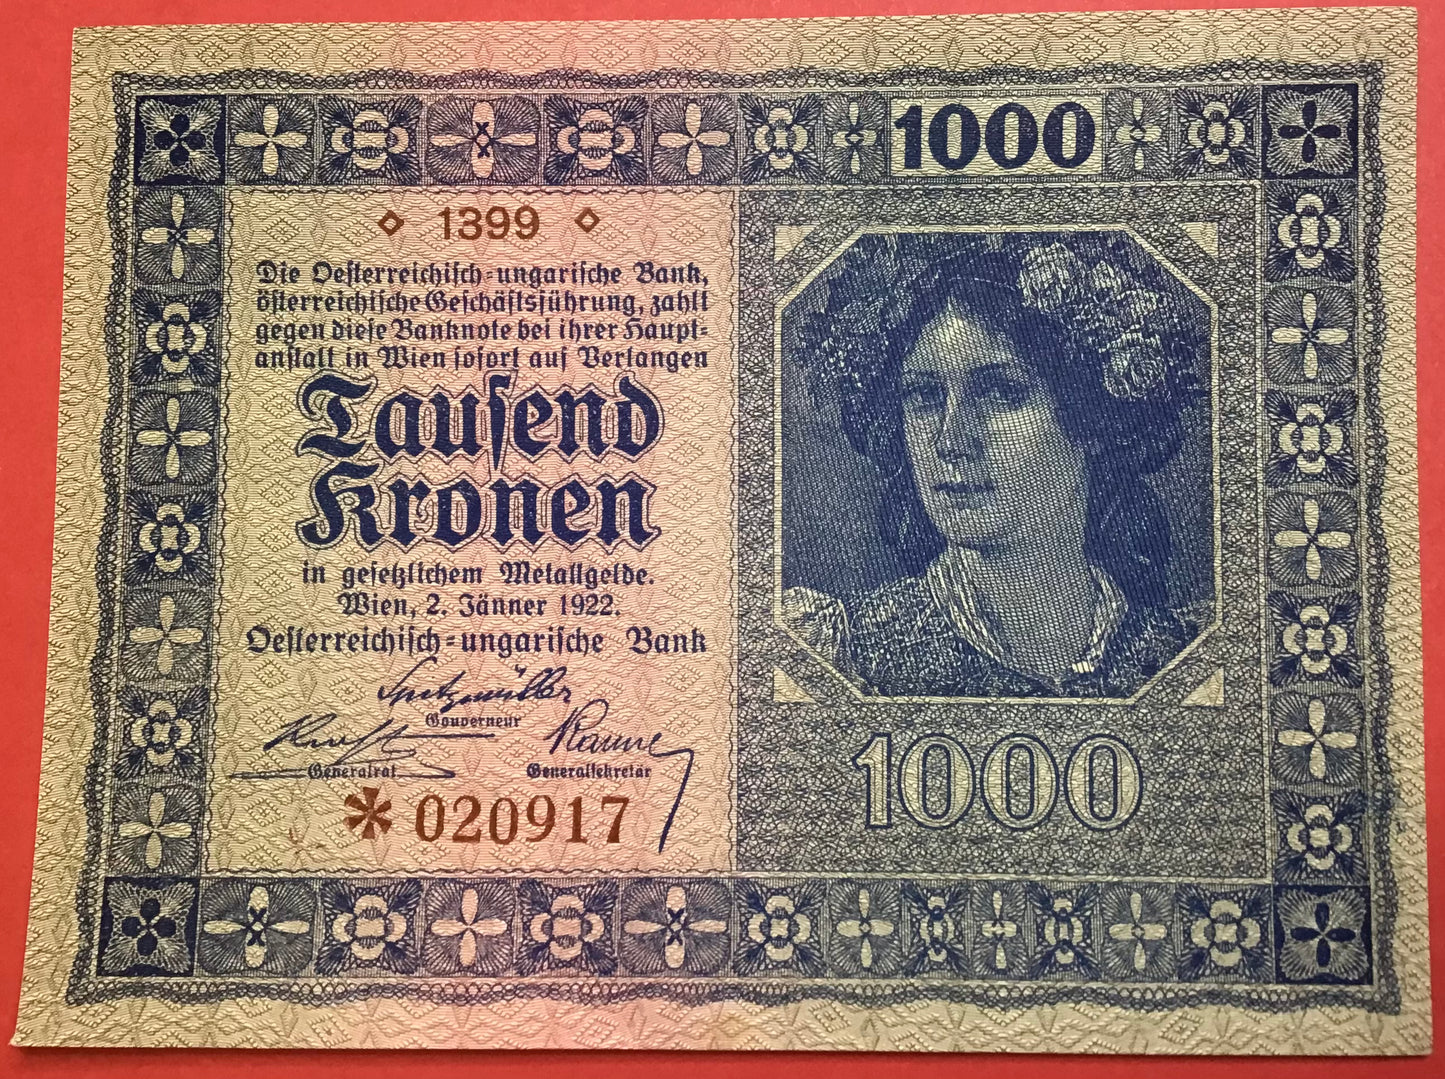 1000
1399
Die Oesterreichisch-ungarische Bank,
österreichische Geschäftsführung, zahlt
gegen diese Banknote bei ihrer Haupt-
anstalt in Wien sofort auf Verlangen
Tausend
Kronen
in gesetzlichem Metallgelde.
Wien, 2. Jänner 1922.
Oesterreichisch-ungarische Bank
Spitzmüller
Gouverneur
Generalrat
Generalsekretär
* 020917
1000